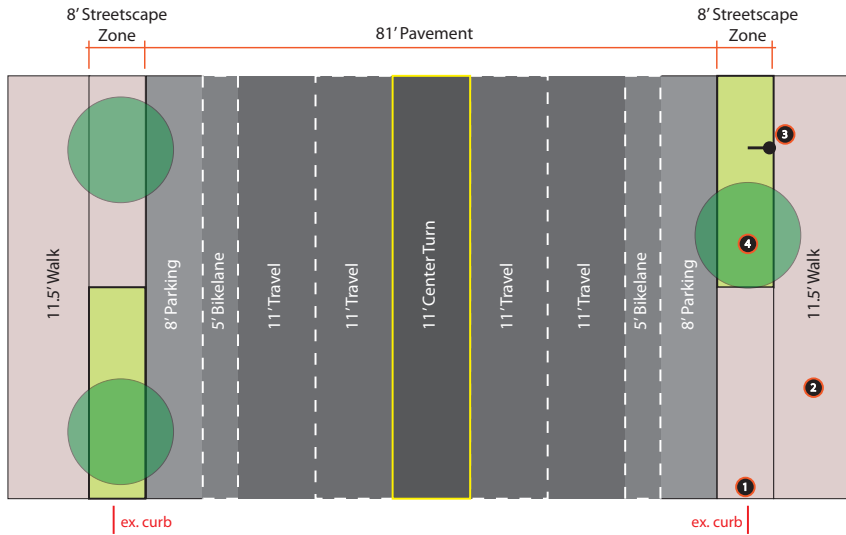 8’ Streetscape
Zone
81’ Pavement
8’ Streetscape
Zone
11.5’ Walk
8’ Parking
5’ Bikelane
11’ Travel
11’ Travel
11’ Center Turn
11’ Travel
11’ Travel
5’ Bikelane
8’ Parking
11.5’ Walk
3
4
2
1
ex. curb
ex. curb